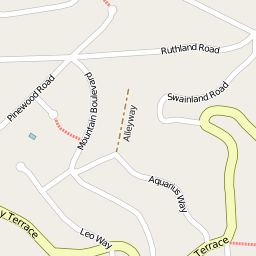 Ruthland Road
Pinewood Road
Mountain Boulevard
Swainland Road
Alleyway
Aquarius Way
Leo Way
y Terrace
Terrace